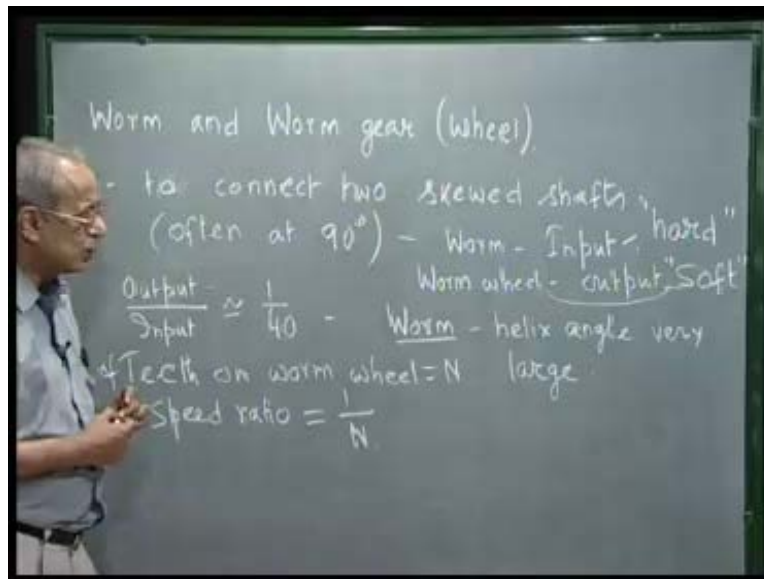 Worm and Worm gear (wheel).
- to connect two skewed shafts,
(often at 90°) - Worm - Input - "hard"
Worm wheel - output, "Soft"
Output / Input ≈ 1/40 - Worm - helix angle very
# Teeth on worm wheel = N large
Speed ratio = 1/N